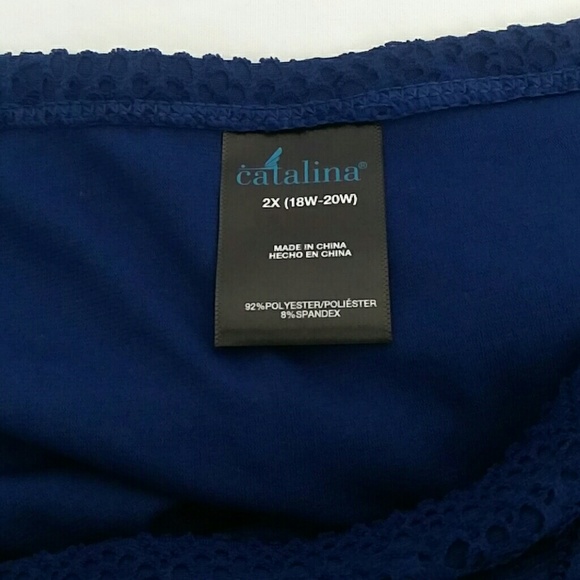 catalina®
2X (18W-20W)
MADE IN CHINA
HECHO EN CHINA
92%POLYESTER/POLIÉSTER
8%SPANDEX